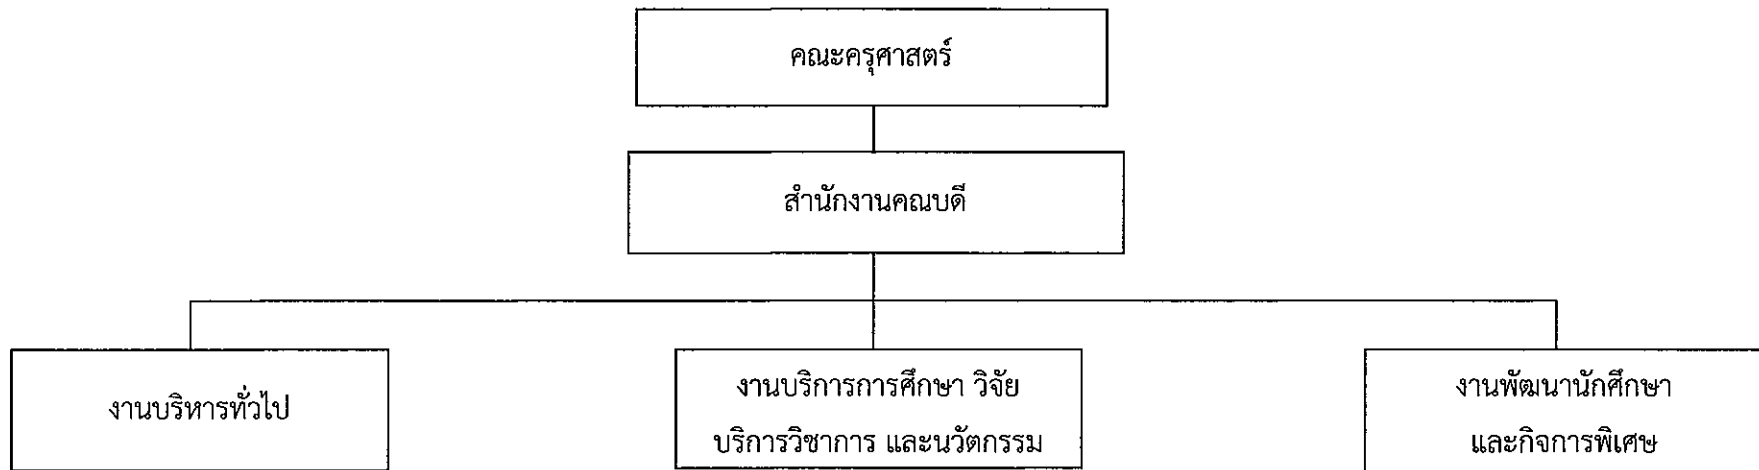 คณะครุศาสตร์
สำนักงานคณบดี
งานบริหารทั่วไป
งานบริการการศึกษา วิจัย
บริการวิชาการ และนวัตกรรม
งานพัฒนานักศึกษา
และกิจการพิเศษ